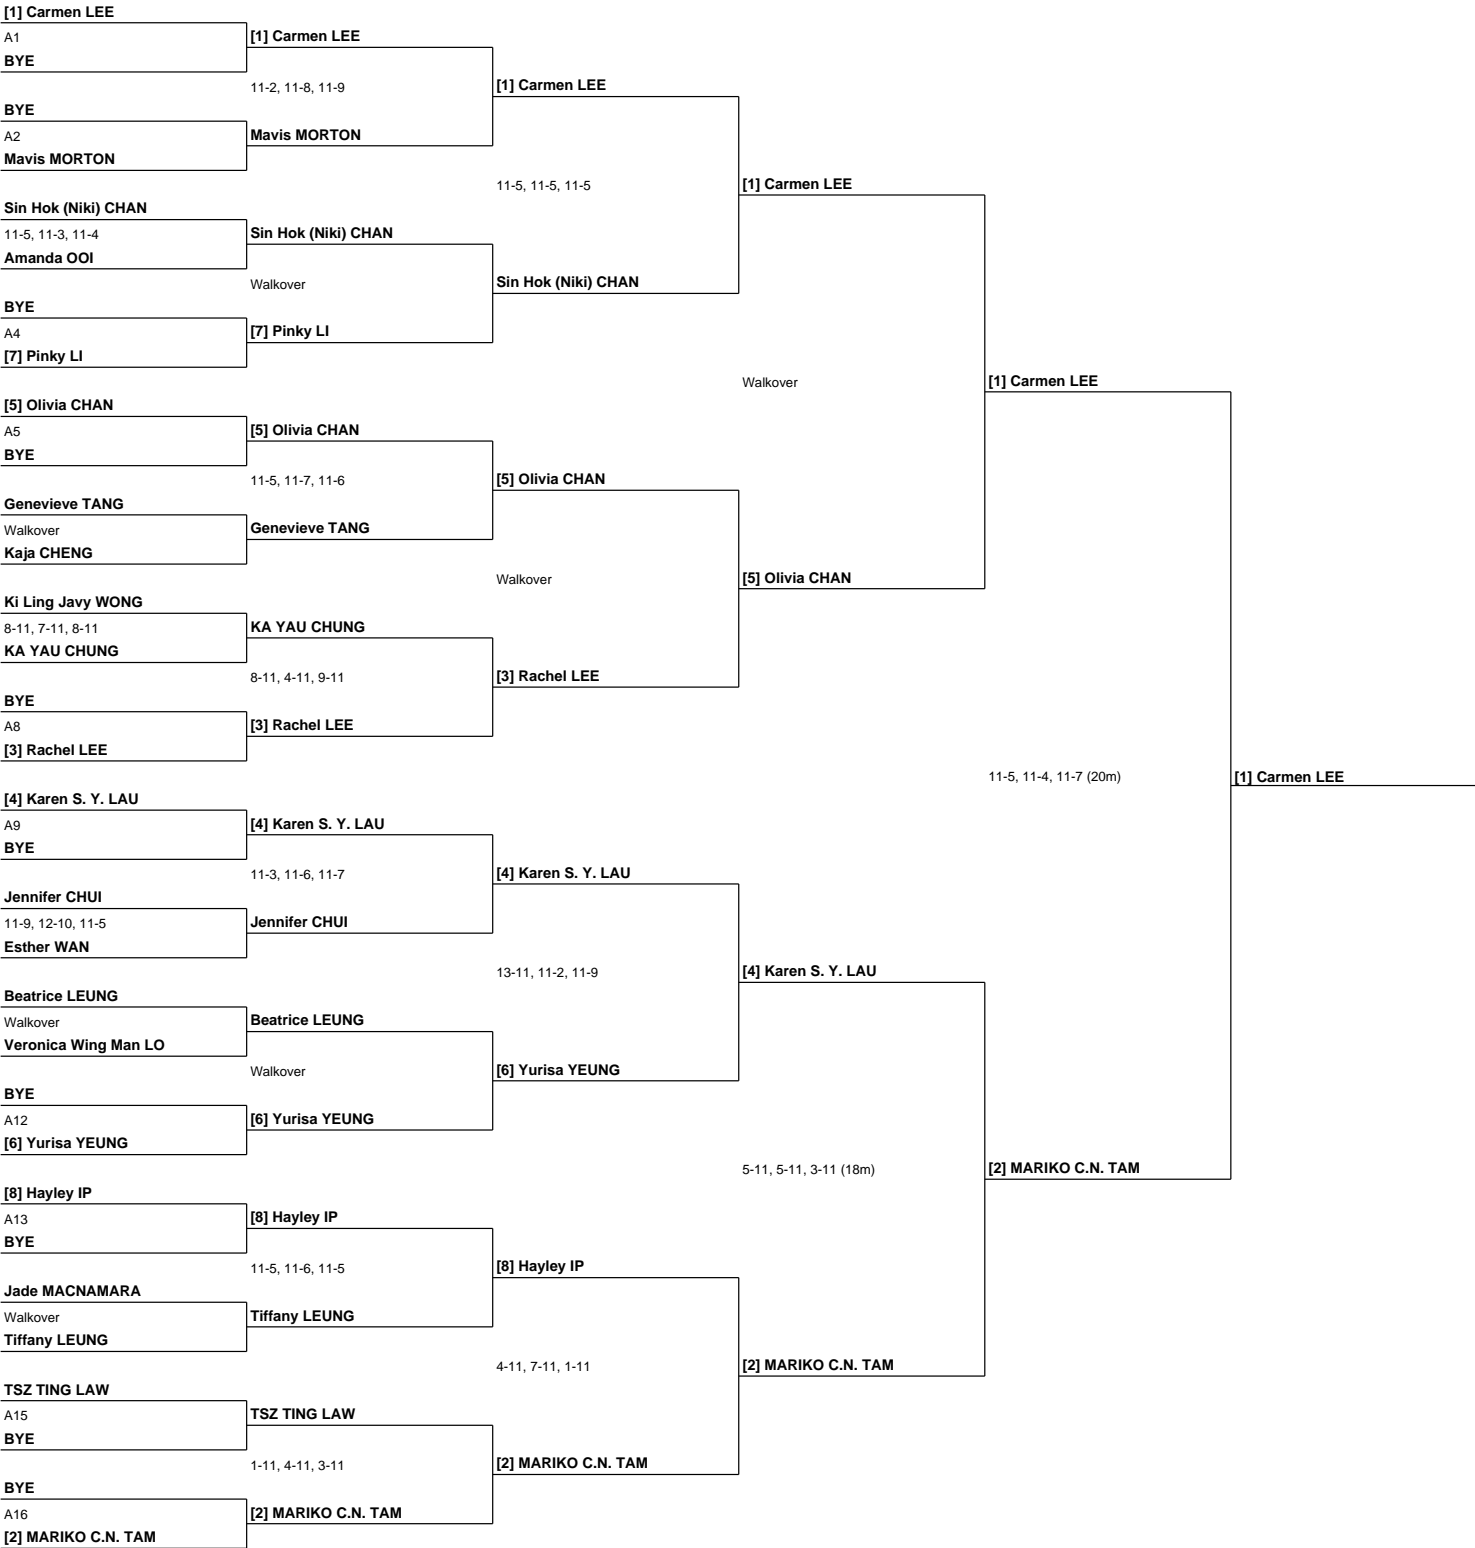 [1] Carmen LEE
A1
BYE
BYE
A2
Mavis MORTON
Sin Hok (Niki) CHAN
11-5, 11-3, 11-4
Amanda OOI
BYE
A4
[7] Pinky LI
[5] Olivia CHAN
A5
BYE
Genevieve TANG
Walkover
Kaja CHENG
Ki Ling Javy WONG
8-11, 7-11, 8-11
KA YAU CHUNG
BYE
A8
[3] Rachel LEE
[4] Karen S. Y. LAU
A9
BYE
Jennifer CHUI
11-9, 12-10, 11-5
Esther WAN
Beatrice LEUNG
Walkover
Veronica Wing Man LO
BYE
A12
[6] Yurisa YEUNG
[8] Hayley IP
A13
BYE
Jade MACNAMARA
Walkover
Tiffany LEUNG
TSZ TING LAW
A15
BYE
BYE
A16
[2] MARIKO C.N. TAM
[1] Carmen LEE
11-2, 11-8, 11-9
Mavis MORTON
Sin Hok (Niki) CHAN
Walkover
[7] Pinky LI
[5] Olivia CHAN
11-5, 11-7, 11-6
Genevieve TANG
KA YAU CHUNG
8-11, 4-11, 9-11
[3] Rachel LEE
[4] Karen S. Y. LAU
11-3, 11-6, 11-7
Jennifer CHUI
Beatrice LEUNG
Walkover
[6] Yurisa YEUNG
[8] Hayley IP
11-5, 11-6, 11-5
Tiffany LEUNG
TSZ TING LAW
1-11, 4-11, 3-11
[2] MARIKO C.N. TAM
[1] Carmen LEE
11-5, 11-5, 11-5
Sin Hok (Niki) CHAN
[5] Olivia CHAN
Walkover
[3] Rachel LEE
[4] Karen S. Y. LAU
13-11, 11-2, 11-9
[6] Yurisa YEUNG
[8] Hayley IP
4-11, 7-11, 1-11
[2] MARIKO C.N. TAM
[1] Carmen LEE
Walkover
[5] Olivia CHAN
[4] Karen S. Y. LAU
5-11, 5-11, 3-11 (18m)
[2] MARIKO C.N. TAM
[1] Carmen LEE
11-5, 11-4, 11-7 (20m)
[2] MARIKO C.N. TAM
[1] Carmen LEE